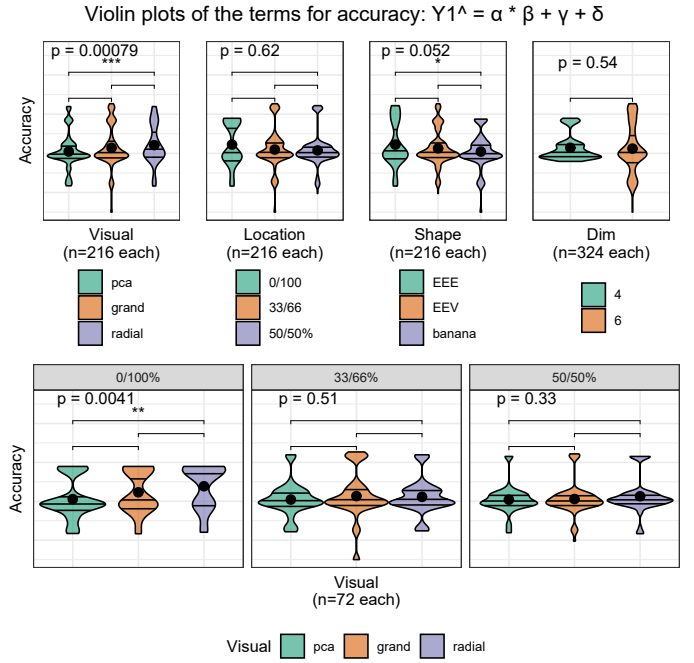 Violin plots of the terms for accuracy: Y1^ = α * β + γ + δ
Accuracy
p = 0.00079
***
p = 0.62
p = 0.052
*
p = 0.54
Visual
(n=216 each)
Location
(n=216 each)
Shape
(n=216 each)
Dim
(n=324 each)
pca
grand
radial
0/100
33/66
50/50%
EEE
EEV
banana
4
6
0/100%
33/66%
50/50%
Accuracy
p = 0.0041
**
p = 0.51
p = 0.33
Visual
(n=72 each)
Visual pca grand radial